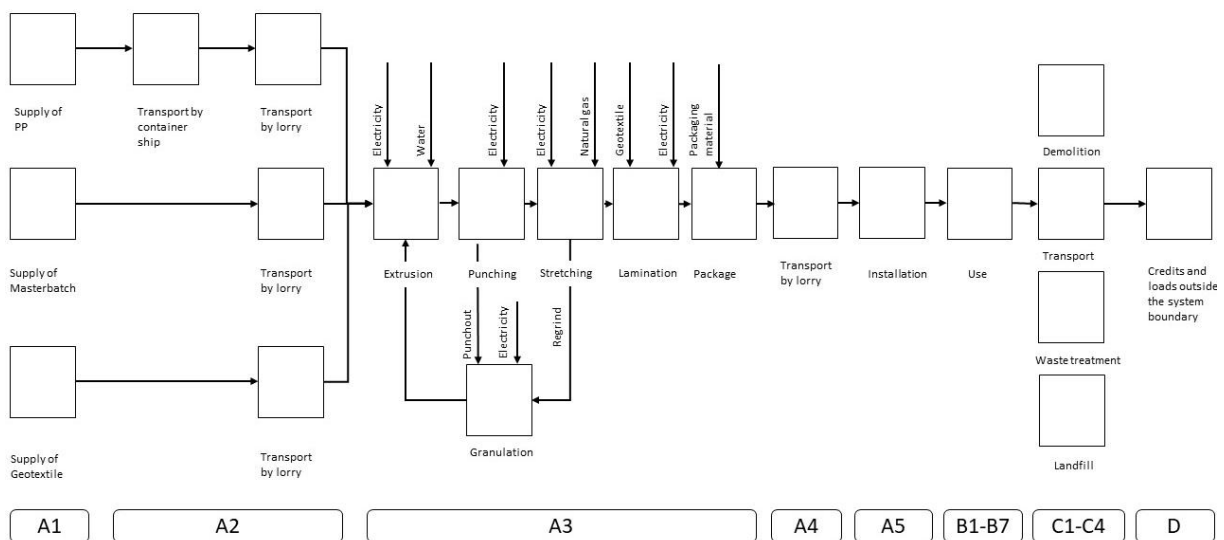 Supply of
PP
Transport by
container
ship
Transport
by lorry
Electricity
Water
Electricity
Electricity
Natural gas
Geotextile
Electricity
Packaging
material
Demolition
Supply of
Masterbatch
Transport
by lorry
Extrusion
Punching
Stretching
Lamination
Package
Transport
by lorry
Installation
Use
Transport
Credits and
loads outside
the system
boundary
Punchout
Electricity
Regrind
Waste treatment
Supply of
Geotextile
Transport
by lorry
Granulation
Landfill
A1
A2
A3
A4
A5
B1-B7
C1-C4
D